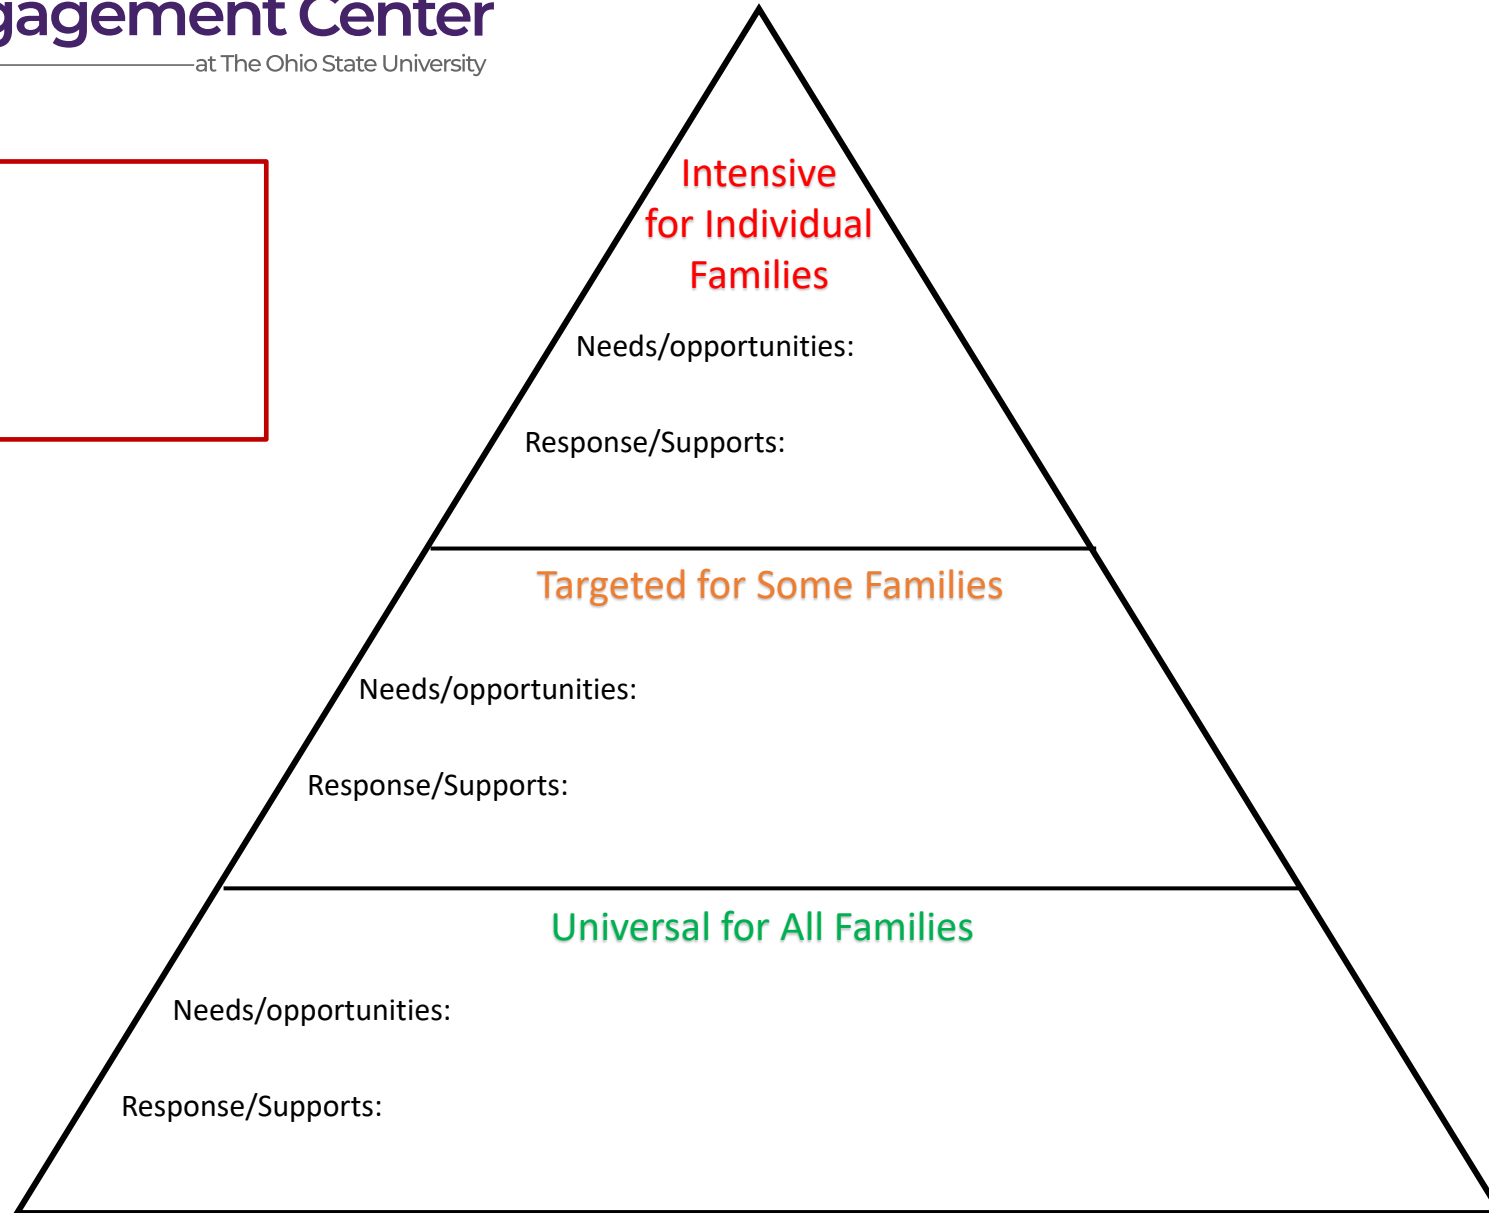 Engagement Center
at The Ohio State University
Intensive
for Individual
Families
Needs/opportunities:
Response/Supports:
Targeted for Some Families
Needs/opportunities:
Response/Supports:
Universal for All Families
Needs/opportunities:
Response/Supports: